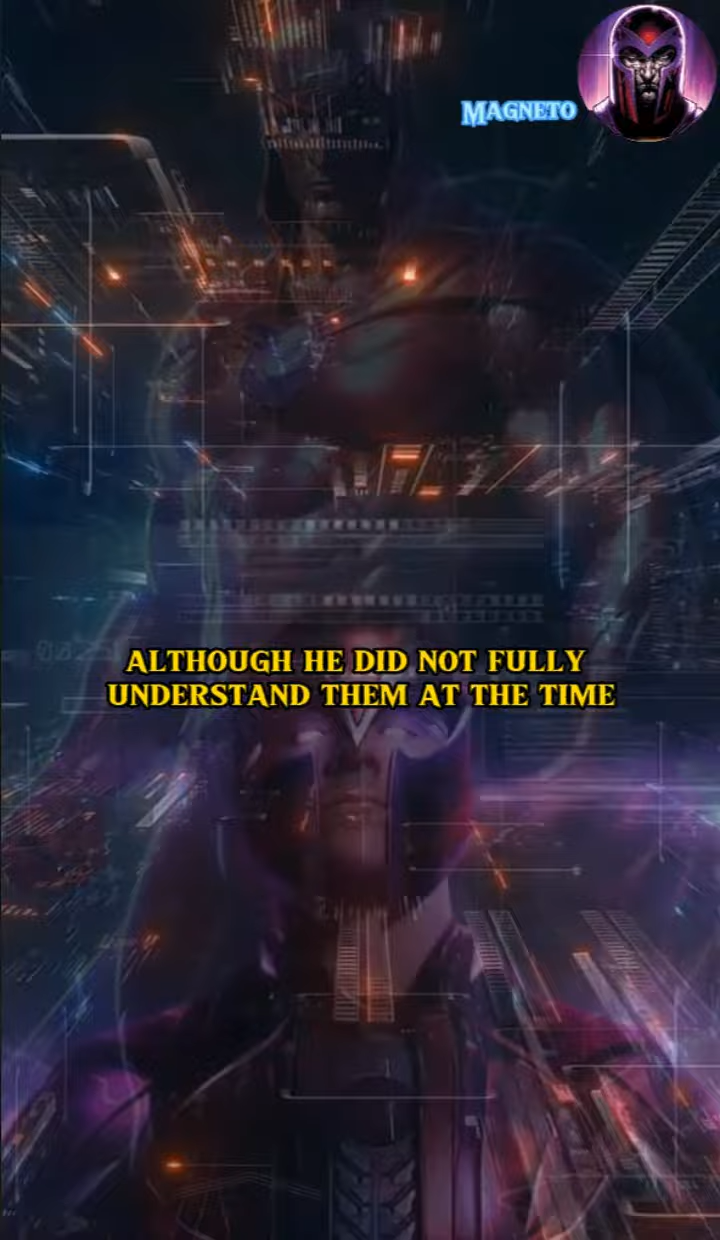 MAGNETO
ALTHOUGH HE DID NOT FULLY
UNDERSTAND THEM AT THE TIME